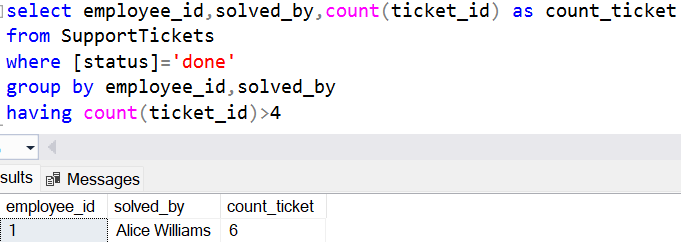 select employee_id,solved_by,count(ticket_id) as count_ticket
from SupportTickets
where [status]='done'
group by employee_id,solved_by
having count(ticket_id)>4
sults Messages
employee_id solved_by count_ticket
1 Alice Williams 6